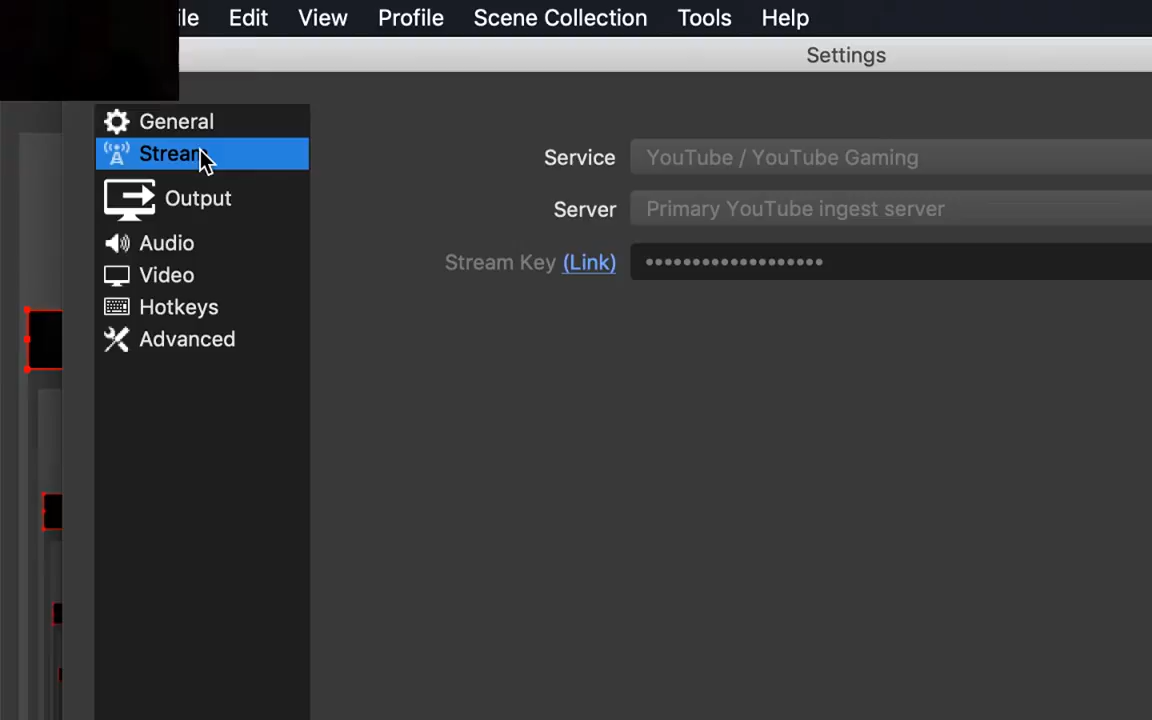 ile Edit View Profile Scene Collection Tools Help
Settings
General
Stream
Output
Audio
Video
Hotkeys
Advanced
Service YouTube / YouTube Gaming
Server Primary YouTube ingest server
Stream Key (Link) •••••••••••••••••••